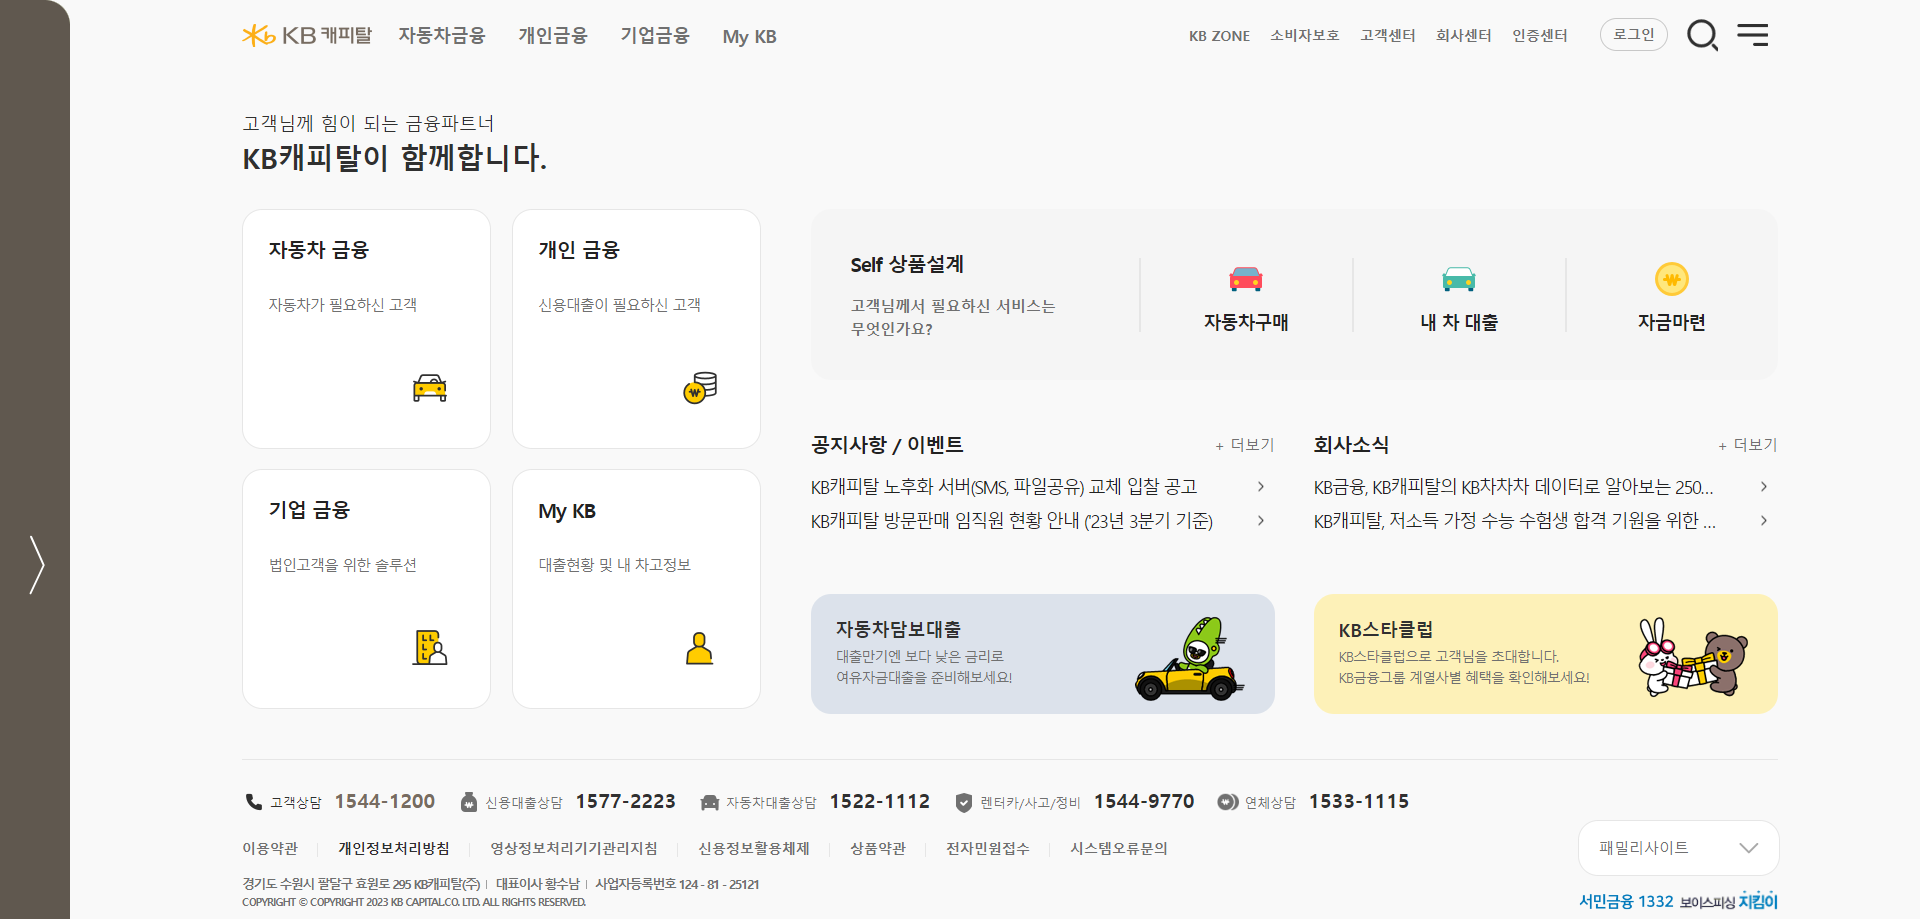 KB 캐피탈 자동차금융 개인금융 기업금융 My KB KB ZONE 소비자보호 고객센터 회사센터 인증센터 로그인
고객님께 힘이 되는 금융파트너
KB캐피탈이 함께합니다.
자동차 금융
자동차가 필요하신 고객
개인 금융
신용대출이 필요하신 고객
기업 금융
법인고객을 위한 솔루션
My KB
대출현황 및 내 차고정보
Self 상품설계
고객님께서 필요하신 서비스는
무엇인가요?
자동차구매
내 차 대출
자금마련
공지사항 / 이벤트 + 더보기
KB캐피탈 노후화 서버(SMS, 파일공유) 교체 입찰 공고
KB캐피탈 방문판매 임직원 현황 안내 ('23년 3분기 기준)
회사소식 + 더보기
KB금융, KB캐피탈의 KB차차차 데이터로 알아보는 250...
KB캐피탈, 저소득 가정 수능 수험생 합격 기원을 위한 ...
자동차담보대출
대출만기엔 보다 낮은 금리로
여유자금대출을 준비해보세요!
KB스타클럽
KB스타클럽으로 고객님을 초대합니다.
KB금융그룹 계열사별 혜택을 확인해보세요!
고객상담 1544-1200 신용대출상담 1577-2223 자동차대출상담 1522-1112 렌터카/사고/정비 1544-9770 연체상담 1533-1115
이용약관 개인정보처리방침 영상정보처리기기관리지침 신용정보활용체제 상품약관 전자민원접수 시스템오류문의
패밀리사이트
경기도 수원시 팔달구 효원로 295 KB캐피탈(주) | 대표이사 황수남 | 사업자등록번호 124 - 81 - 25121
COPYRIGHT © COPYRIGHT 2023 KB CAPITAL.CO. LTD. ALL RIGHTS RESERVED.
서민금융 1332 보이스피싱 지킴이